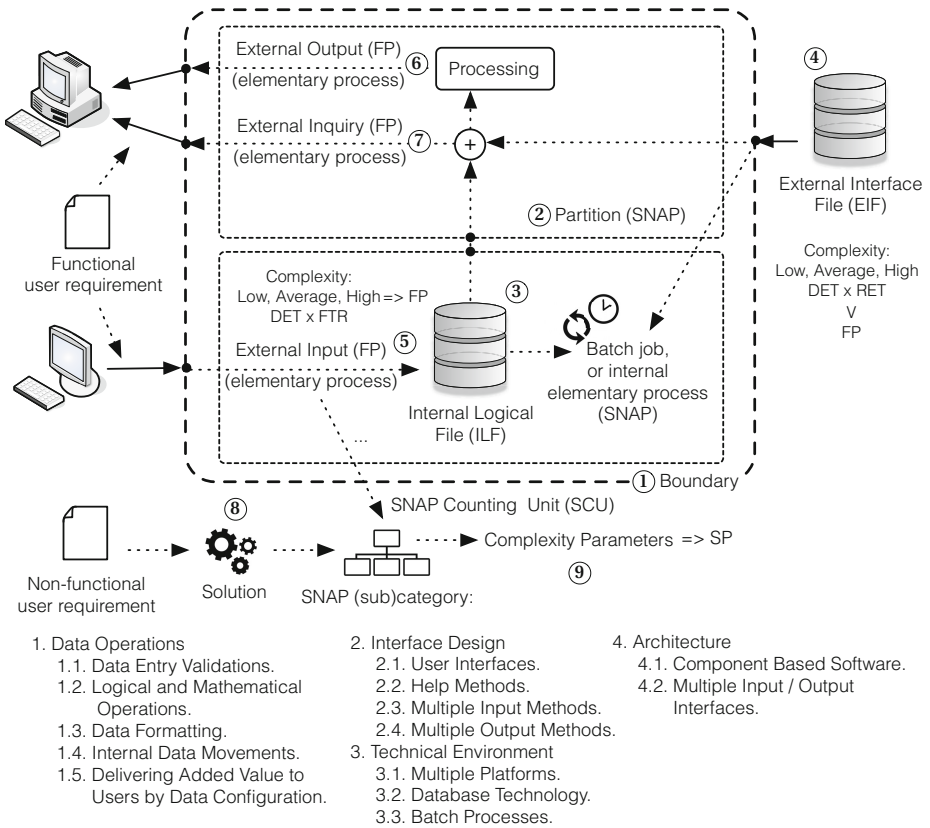 External Output (FP)
(elementary process)
6
Processing
4
External Inquiry (FP)
(elementary process)
7
+
External Interface
File (EIF)
2 Partition (SNAP)
Functional
user requirement
Complexity:
Low, Average, High => FP
DET x FTR
3
Complexity:
Low, Average, High
DET x RET
V
FP
External Input (FP)
(elementary process)
5
Batch job,
or internal
elementary process
(SNAP)
Internal Logical
File (ILF)
...
1 Boundary
8
SNAP Counting Unit (SCU)
Complexity Parameters => SP
9
Non-functional
user requirement
Solution
SNAP (sub)category:
1. Data Operations
1.1. Data Entry Validations.
1.2. Logical and Mathematical
Operations.
1.3. Data Formatting.
1.4. Internal Data Movements.
1.5. Delivering Added Value to
Users by Data Configuration.
2. Interface Design
2.1. User Interfaces.
2.2. Help Methods.
2.3. Multiple Input Methods.
2.4. Multiple Output Methods.
3. Technical Environment
3.1. Multiple Platforms.
3.2. Database Technology.
3.3. Batch Processes.
4. Architecture
4.1. Component Based Software.
4.2. Multiple Input / Output
Interfaces.